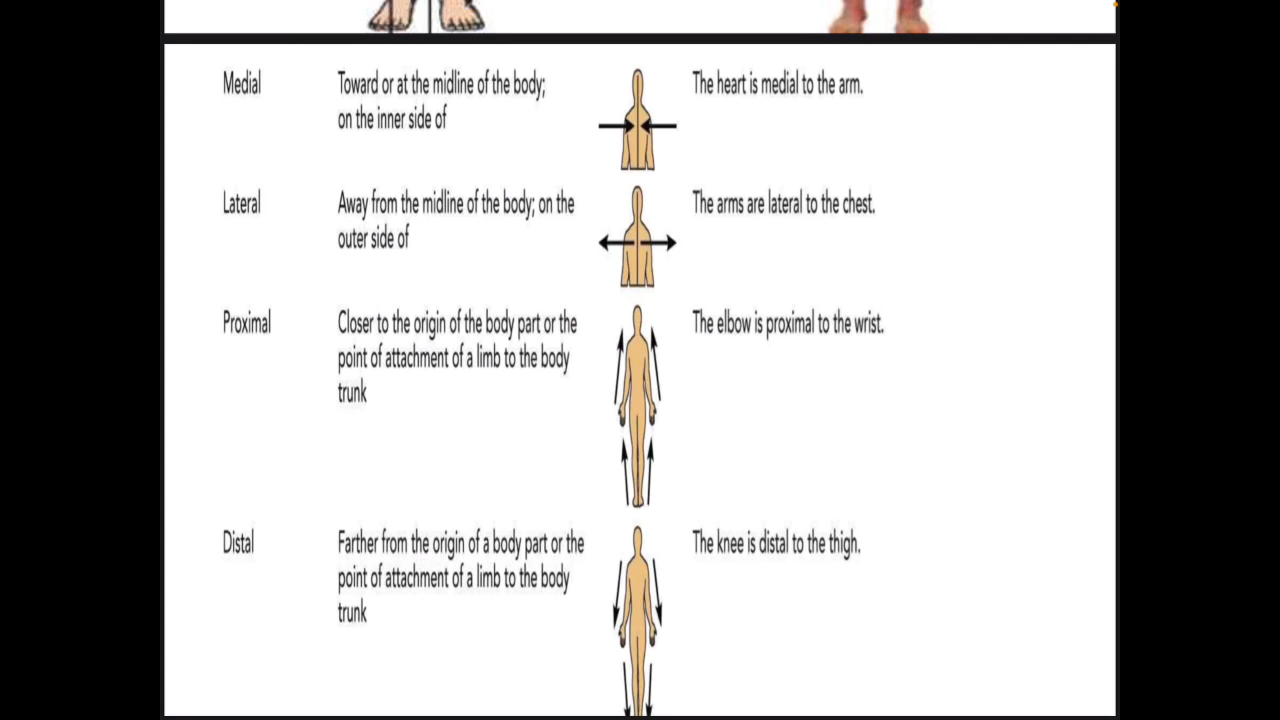 Medial
Toward or at the midline of the body;
on the inner side of
The heart is medial to the arm.
Lateral
Away from the midline of the body; on the
outer side of
The arms are lateral to the chest.
Proximal
Closer to the origin of the body part or the
point of attachment of a limb to the body
trunk
The elbow is proximal to the wrist.
Distal
Farther from the origin of a body part or the
point of attachment of a limb to the body
trunk
The knee is distal to the thigh.